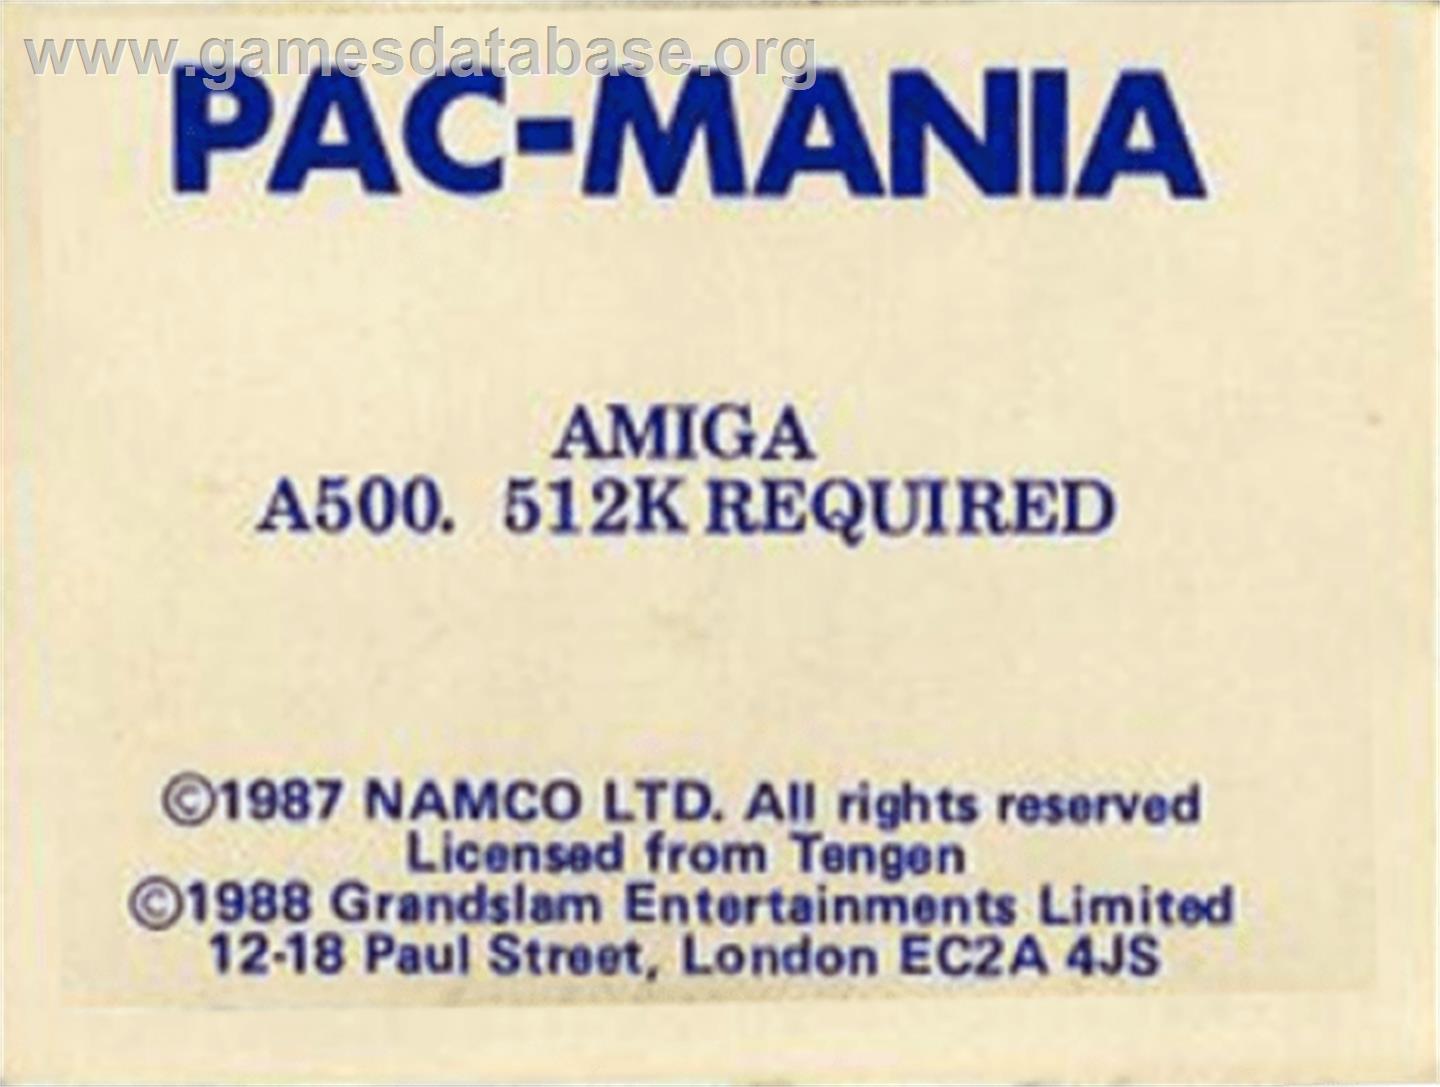 www.gamesdatabase.org
PAC-MANIA
AMIGA
A500. 512K REQUIRED
©1987 NAMCO LTD. All rights reserved
Licensed from Tengen
©1988 Grandslam Entertainments Limited
12-18 Paul Street, London EC2A 4JS